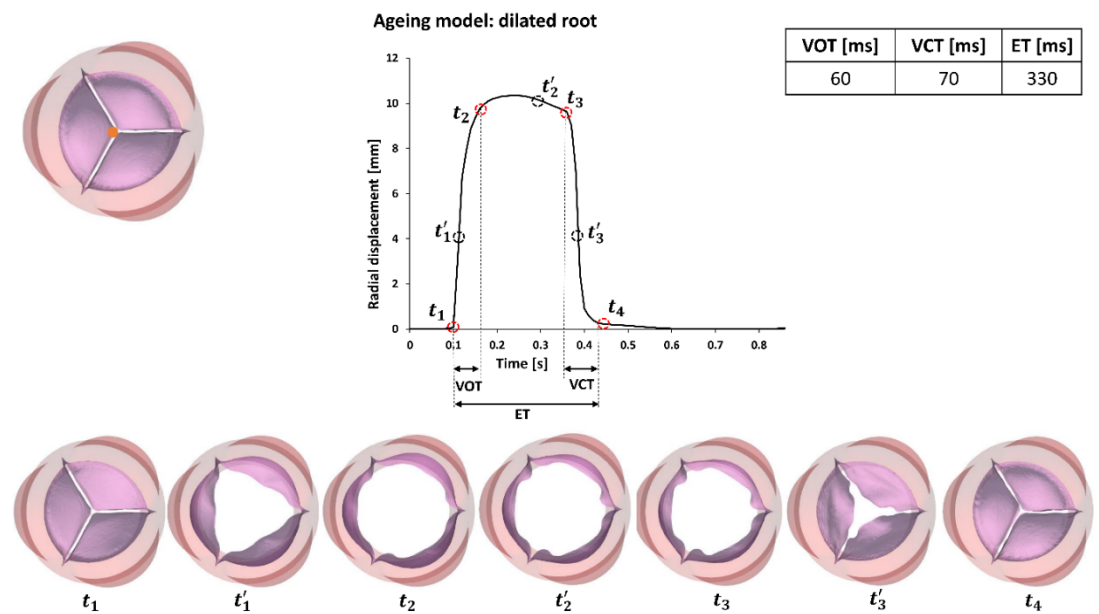 Ageing model: dilated root
VOT [ms] VCT [ms] ET [ms]
60 70 330
Radial displacement [mm]
12
10
8
6
4
2
0
t₁
t′₁
t₂
t′₂
t₃
t′₃
t₄
0 0.1 0.2 0.3 0.4 0.5 0.6 0.7 0.8
Time [s]
VOT VCT
ET
t₁ t′₁ t₂ t′₂ t₃ t′₃ t₄